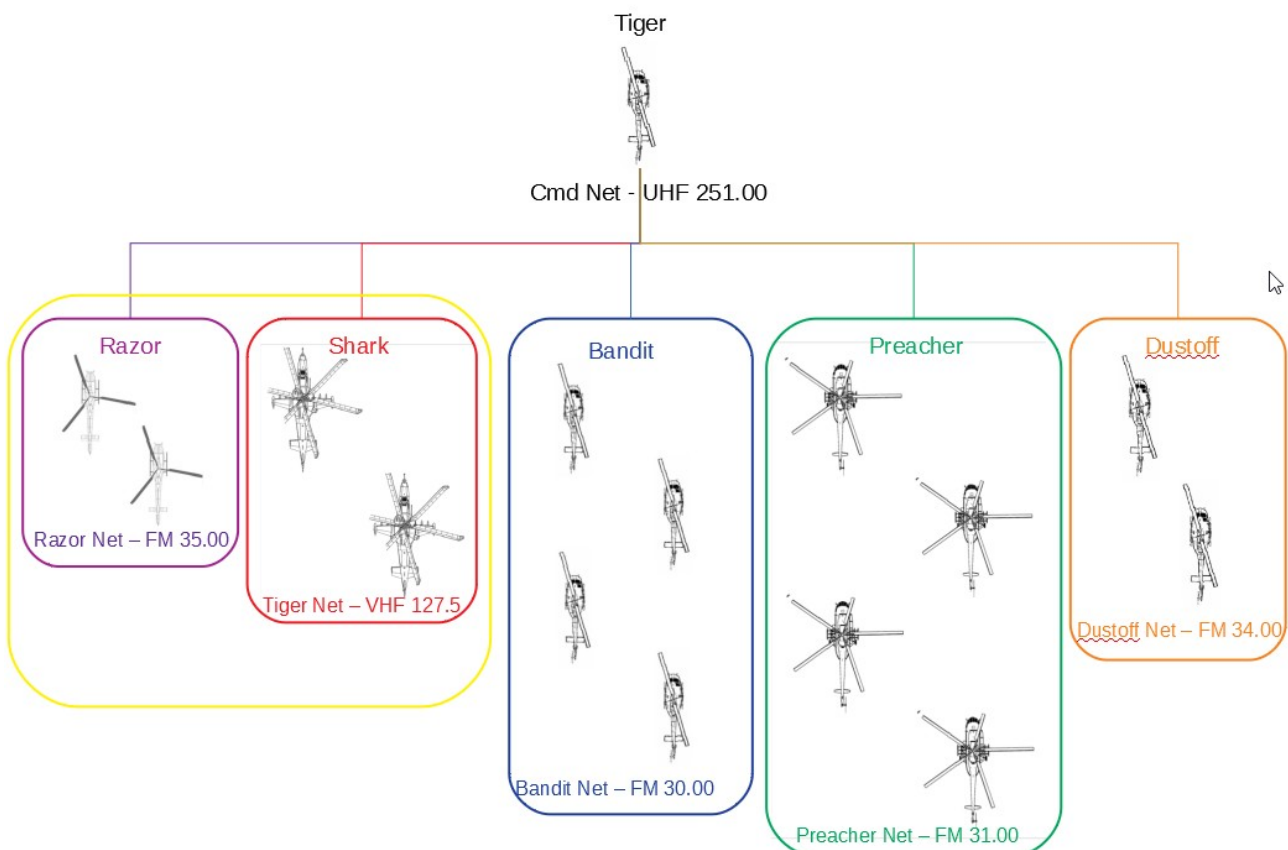 Tiger
Cmd Net - UHF 251.00
Razor
Shark
Bandit
Preacher
Dustoff
Razor Net – FM 35.00
Tiger Net – VHF 127.5
Dustoff Net – FM 34.00
Bandit Net – FM 30.00
Preacher Net – FM 31.00